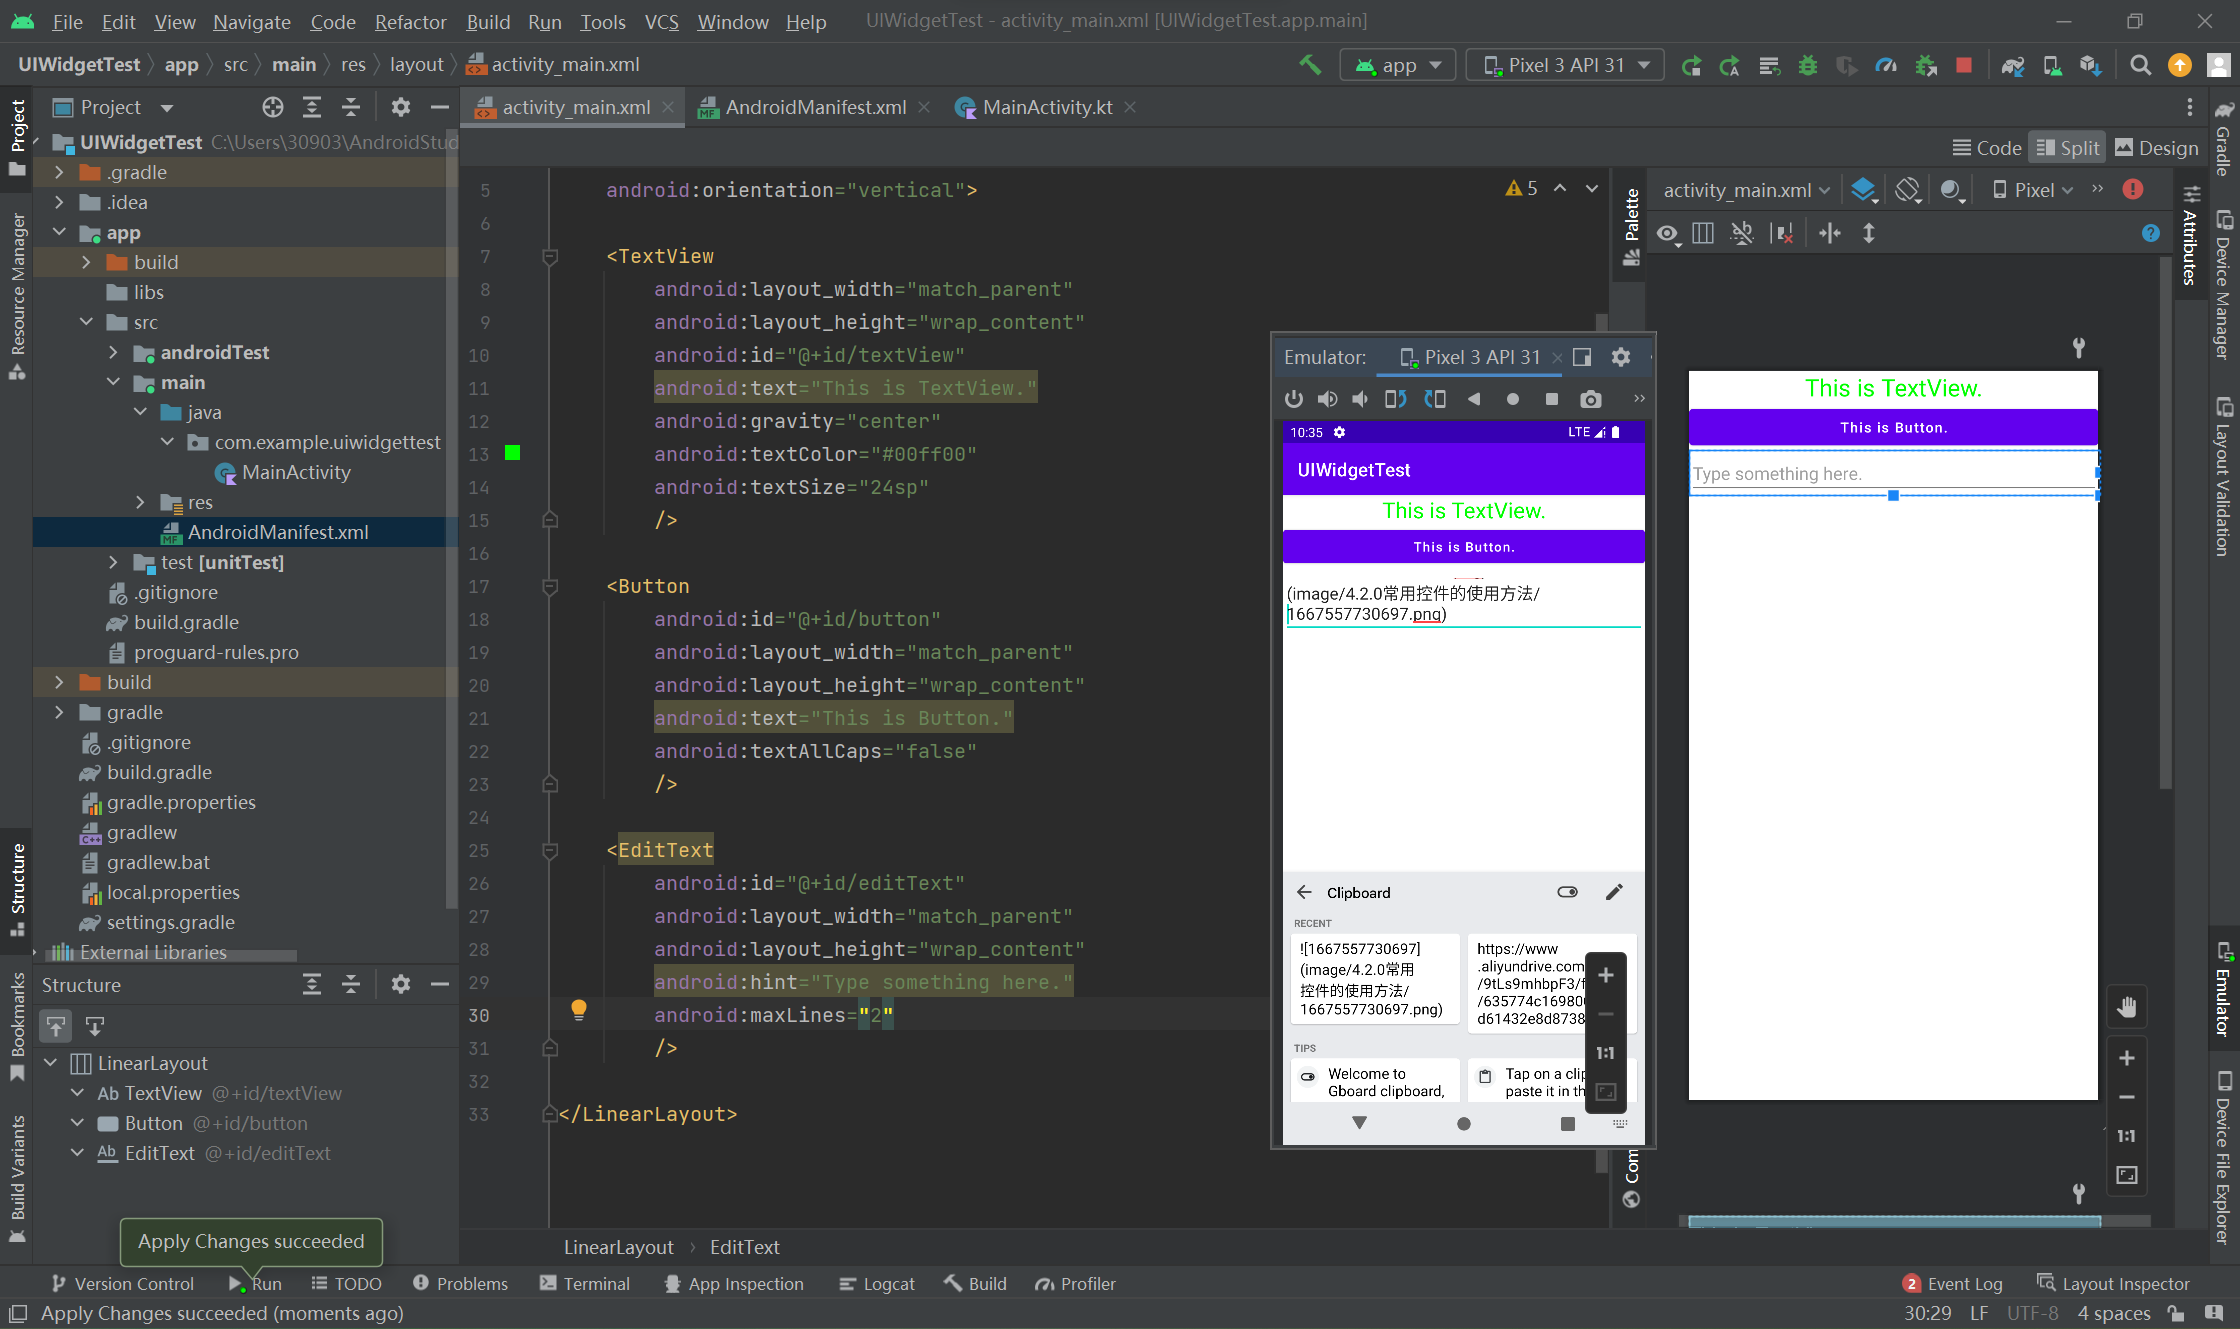 File Edit View Navigate Code Refactor Build Run Tools VCS Window Help UIWidgetTest - activity_main.xml [UIWidgetTest.app.main]
UIWidgetTest app src main res layout activity_main.xml
app Pixel 3 API 31
Project
activity_main.xml AndroidManifest.xml MainActivity.kt
Code Split Design
Project
Resource Manager
Structure
Bookmarks
Build Variants
UIWidgetTest C:\Users\30903\AndroidStud
.gradle
.idea
app
build
libs
src
androidTest
main
java
com.example.uiwidgettest
MainActivity
res
AndroidManifest.xml
test [unitTest]
.gitignore
build.gradle
proguard-rules.pro
build
gradle
.gitignore
build.gradle
gradle.properties
gradlew
gradlew.bat
local.properties
settings.gradle
External Libraries
Structure
LinearLayout
TextView @+id/textView
Button @+id/button
EditText @+id/editText
5 android:orientation="vertical">
6
7 <TextView
8 android:layout_width="match_parent"
9 android:layout_height="wrap_content"
10 android:id="@+id/textView"
11 android:text="This is TextView."
12 android:gravity="center"
13 android:textColor="#00ff00"
14 android:textSize="24sp"
15 />
16
17 <Button
18 android:id="@+id/button"
19 android:layout_width="match_parent"
20 android:layout_height="wrap_content"
21 android:text="This is Button."
22 android:textAllCaps="false"
23 />
24
25 <EditText
26 android:id="@+id/editText"
27 android:layout_width="match_parent"
28 android:layout_height="wrap_content"
29 android:hint="Type something here."
30 android:maxLines="2"
31 />
32
33 </LinearLayout>
5
LinearLayout EditText
Emulator: Pixel 3 API 31
10:35 LTE
UIWidgetTest
This is TextView.
This is Button.
(image/4.2.0常用控件的使用方法/
1667557730697.png)
Clipboard
RECENT
![1667557730697]
(image/4.2.0常用
控件的使用方法/
1667557730697.png)
https://www
.aliyundrive.com
/9tLs9mhbpF3/f
/635774c16980
d61432e8d8738
TIPS
Welcome to
Gboard clipboard,
Tap on a clip
paste it in th
1:1
Palette
Com
activity_main.xml Pixel
This is TextView.
This is Button.
Type something here.
1:1
Attributes
Gradle
Device Manager
Layout Validation
Emulator
Device File Explorer
Apply Changes succeeded
Version Control Run TODO Problems Terminal App Inspection Logcat Build Profiler 2 Event Log Layout Inspector
Apply Changes succeeded (moments ago) 30:29 LF UTF-8 4 spaces